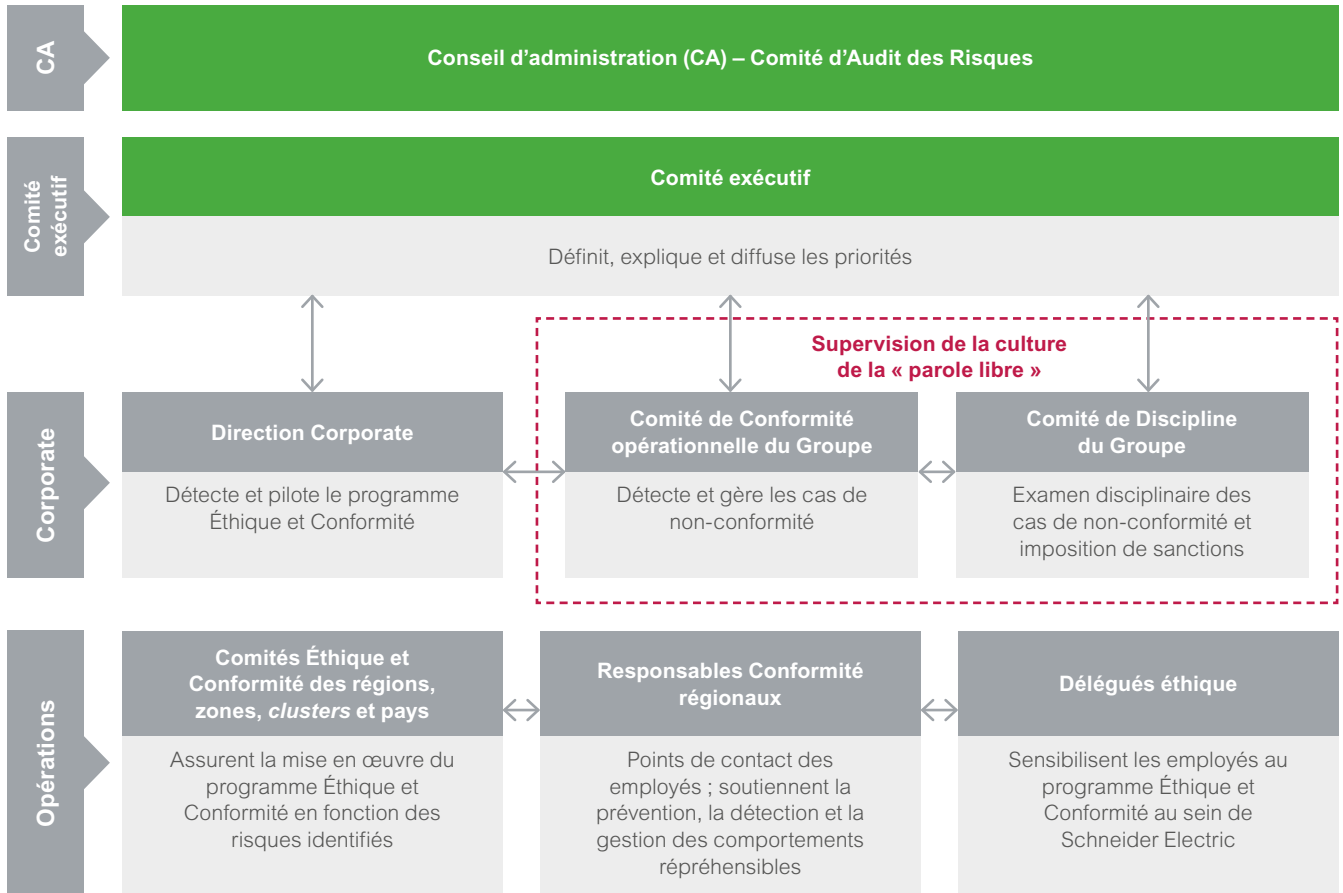 CA
Conseil d’administration (CA) – Comité d’Audit des Risques
Comité
exécutif
Comité exécutif
Définit, explique et diffuse les priorités
Supervision de la culture
de la « parole libre »
Corporate
Direction Corporate
Détecte et pilote le programme
Éthique et Conformité
Comité de Conformité
opérationnelle du Groupe
Détecte et gère les cas de
non-conformité
Comité de Discipline
du Groupe
Examen disciplinaire des
cas de non-conformité et
imposition de sanctions
Opérations
Comités Éthique et
Conformité des régions,
zones, clusters et pays
Assurent la mise en œuvre du
programme Éthique et
Conformité en fonction des
risques identifiés
Responsables Conformité
régionaux
Points de contact des
employés ; soutiennent la
prévention, la détection et la
gestion des comportements
répréhensibles
Délégués éthique
Sensibilisent les employés au
programme Éthique et
Conformité au sein de
Schneider Electric